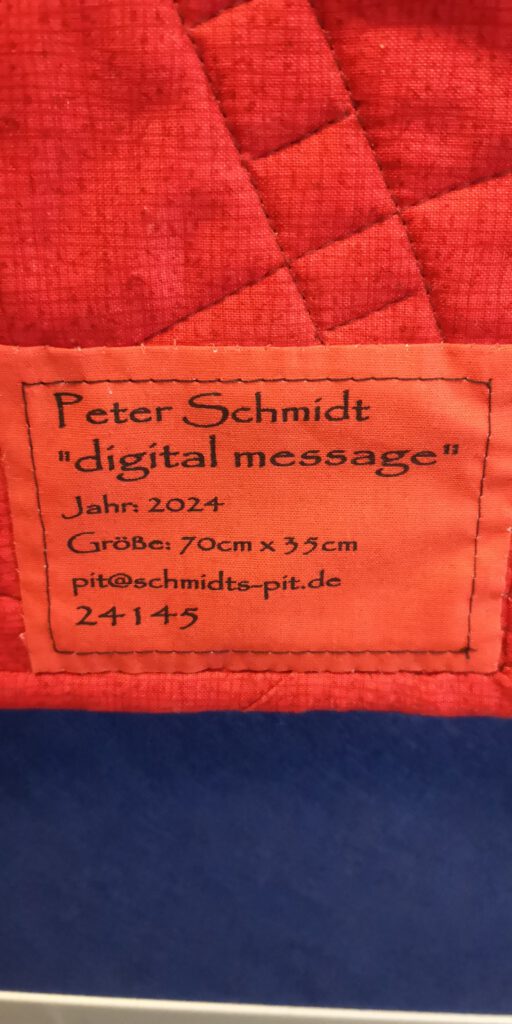 Peter Schmidt
"digital message"
Jahr: 2024
Größe: 70cm x 35cm
pit@schmidts-pit.de
24145